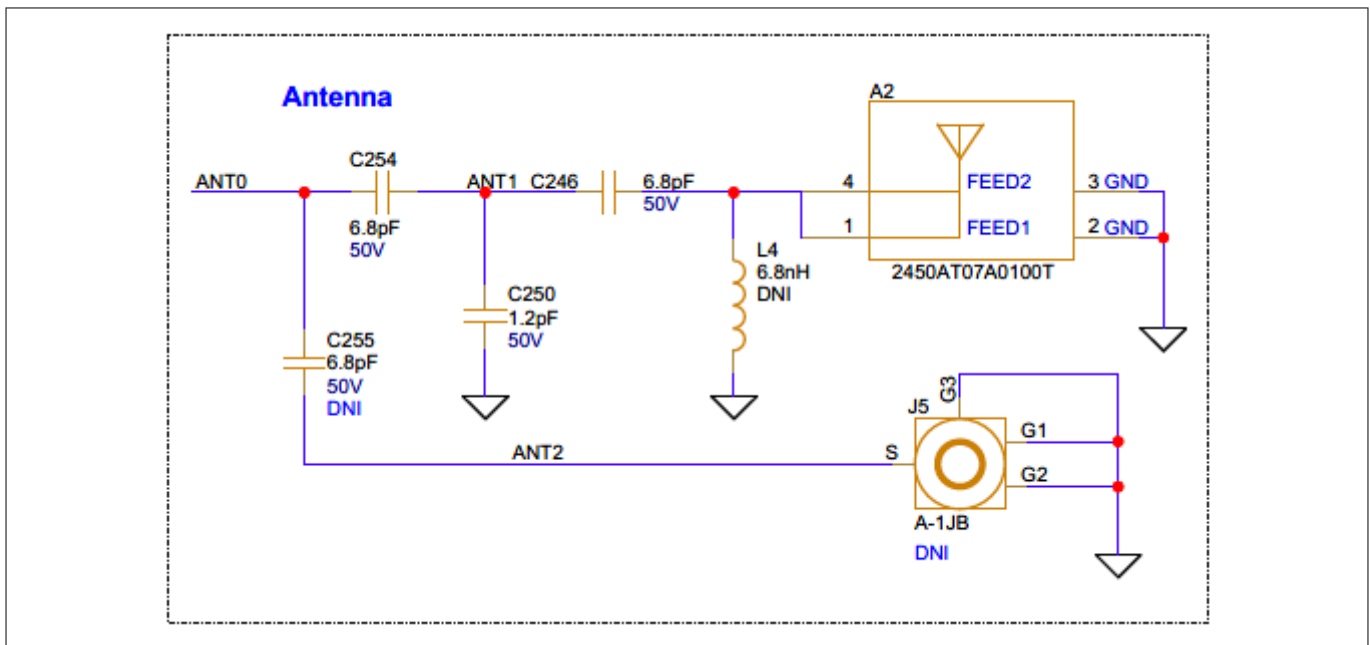 Antenna
A2
C254
ANT0
ANT1
C246
6.8pF
50V
6.8pF
50V
4
FEED2
3 GND
1
FEED1
2 GND
2450AT07A0100T
L4
6.8nH
DNI
C250
1.2pF
50V
C255
6.8pF
50V
DNI
G3
J5
G1
ANT2
S
G2
A-1JB
DNI